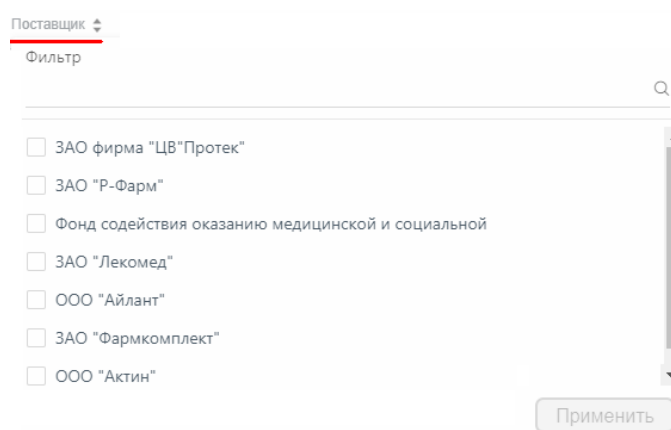 Поставщик
Фильтр
ЗАО фирма "ЦВ"Протек"
ЗАО "Р-Фарм"
Фонд содействия оказанию медицинской и социальной
ЗАО "Лекомед"
ООО "Айлант"
ЗАО "Фармкомплект"
ООО "Актин"
Применить